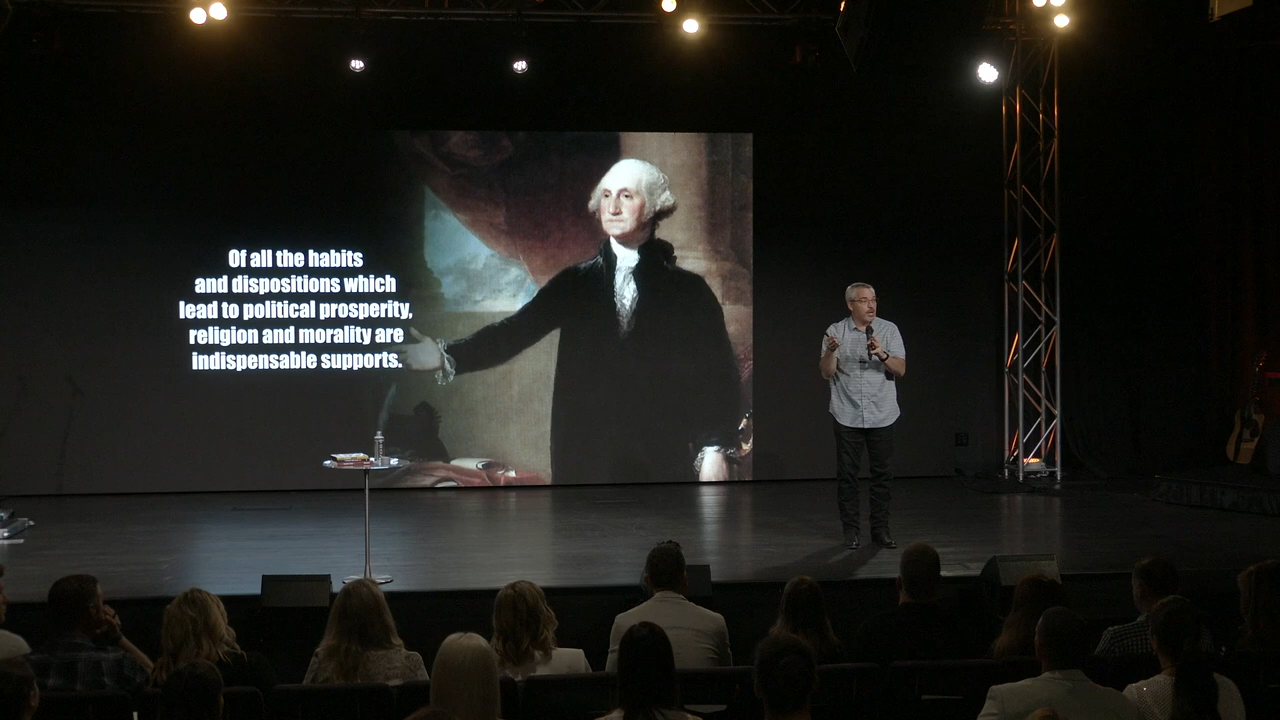 Of all the habits
and dispositions which
lead to political prosperity,
religion and morality are
indispensable supports.